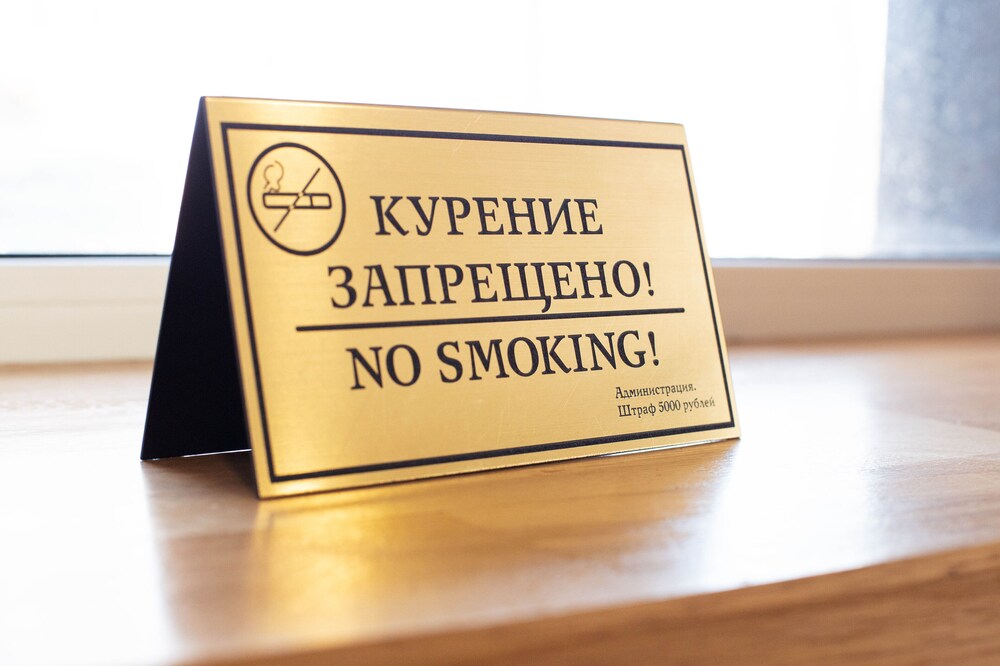 КУРЕНИЕ
ЗАПРЕЩЕНО!
NO SMOKING!
Администрация.
Штраф 5000 рублей